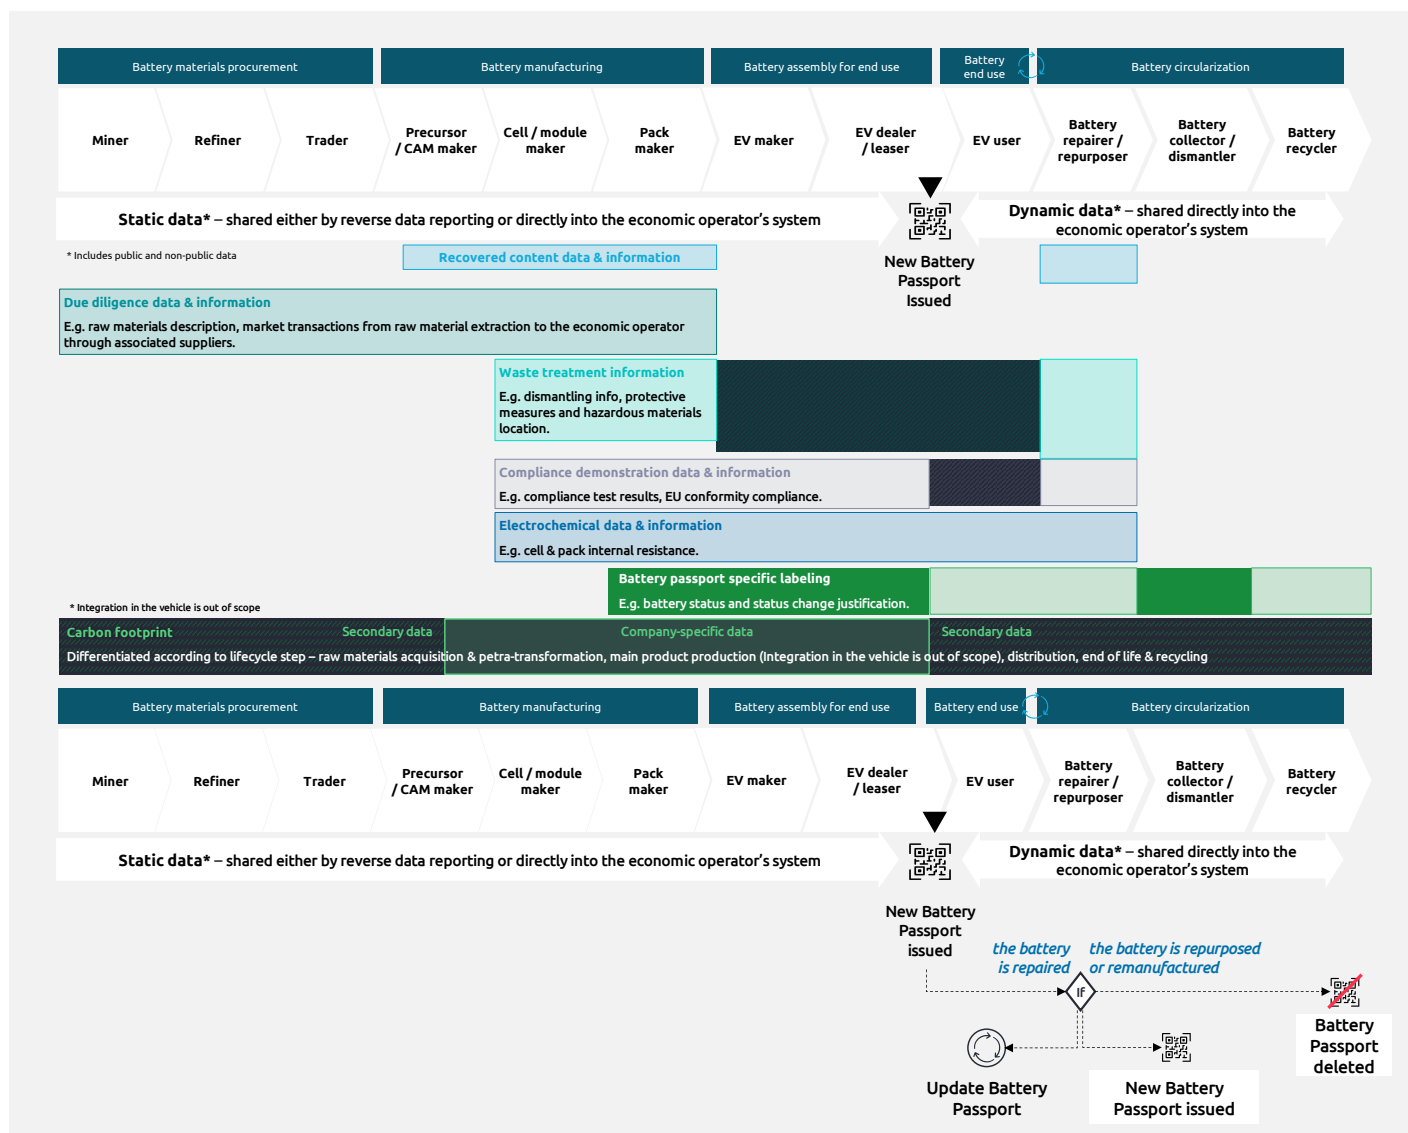 Battery materials procurement
Battery manufacturing
Battery assembly for end use
Battery
end use
Battery circularization
Miner
Refiner
Trader
Precursor
/ CAM maker
Cell / module
maker
Pack
maker
EV maker
EV dealer
/ leaser
EV user
Battery
repairer /
repurposer
Battery
collector /
dismantler
Battery
recycler
Static data* – shared either by reverse data reporting or directly into the economic operator's system
Dynamic data* – shared directly into the
economic operator's system
* Includes public and non-public data
Recovered content data & information
New Battery
Passport
Issued
Due diligence data & information
E.g. raw materials description, market transactions from raw material extraction to the economic operator
through associated suppliers.
Waste treatment information
E.g. dismantling info, protective
measures and hazardous materials
location.
Compliance demonstration data & information
E.g. compliance test results, EU conformity compliance.
Electrochemical data & information
E.g. cell & pack internal resistance.
Battery passport specific labeling
E.g. battery status and status change justification.
* Integration in the vehicle is out of scope
Carbon footprint
Secondary data
Company-specific data
Secondary data
Differentiated according to lifecycle step – raw materials acquisition & petra-transformation, main product production (Integration in the vehicle is out of scope), distribution, end of life & recycling
Battery materials procurement
Battery manufacturing
Battery assembly for end use
Battery end use
Battery circularization
Miner
Refiner
Trader
Precursor
/ CAM maker
Cell / module
maker
Pack
maker
EV maker
EV dealer
/ leaser
EV user
Battery
repairer /
repurposer
Battery
collector /
dismantler
Battery
recycler
Static data* – shared either by reverse data reporting or directly into the economic operator's system
Dynamic data* – shared directly into the
economic operator's system
New Battery
Passport
issued
the battery
is repaired
the battery is repurposed
or remanufactured
If
Battery
Passport
deleted
Update Battery
Passport
New Battery
Passport issued